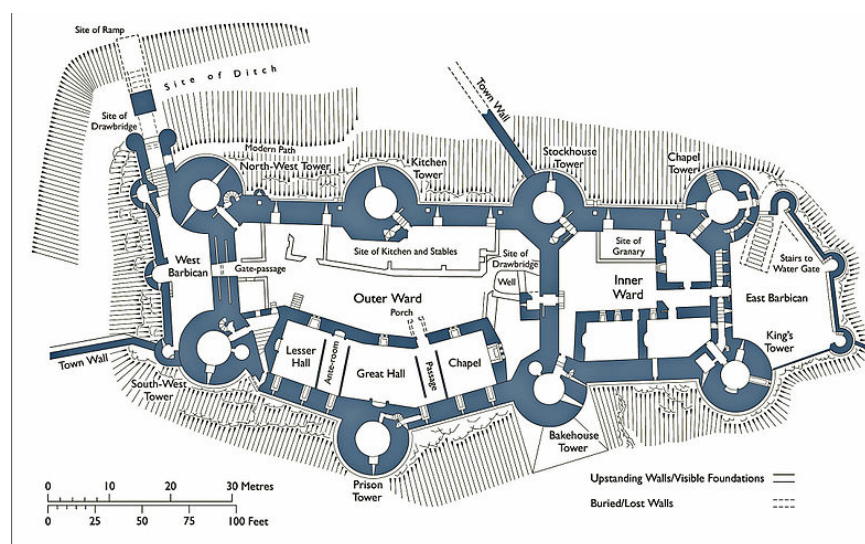 Site of Ramp
Site of Ditch
Site of
Drawbridge
Modern Path
North-West Tower
Kitchen
Tower
Town Wall
Stockhouse
Tower
Chapel
Tower
West
Barbican
Gate-passage
Site of Kitchen and Stables
Site of
Drawbridge
Well
Site of
Granary
Stairs to
Water Gate
Outer Ward
Inner
Ward
East Barbican
Porch
King's
Tower
Lesser
Hall
Ante-room
Great Hall
Passage
Chapel
Town Wall
South-West
Tower
Prison
Tower
Bakehouse
Tower
0 10 20 30 Metres
0 25 50 75 100 Feet
Upstanding Walls/Visible Foundations
Buried/Lost Walls